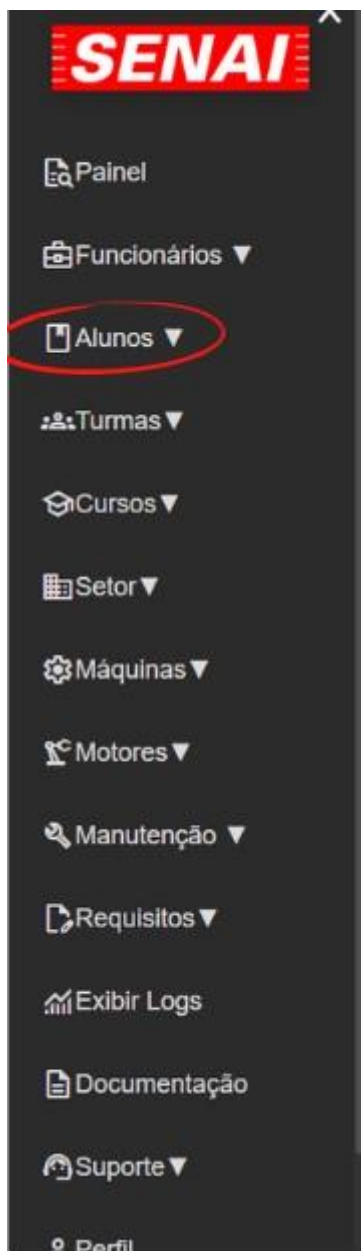 SENAI
Painel
Funcionários ▼
Alunos ▼
Turmas ▼
Cursos ▼
Setor ▼
Máquinas ▼
Motores ▼
Manutenção ▼
Requisitos ▼
Exibir Logs
Documentação
Suporte ▼
Perfil